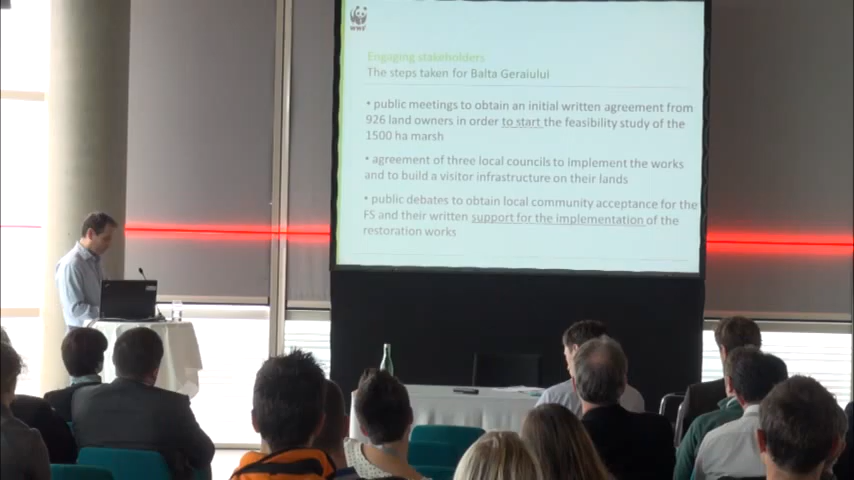 WWF
Engaging stakeholders
The steps taken for Balta Geraiului
• public meetings to obtain an initial written agreement from
926 land owners in order to start the feasibility study of the
1500 ha marsh
• agreement of three local councils to implement the works
and to build a visitor infrastructure on their lands
• public debates to obtain local community acceptance for the
FS and their written support for the implementation of the
restoration works